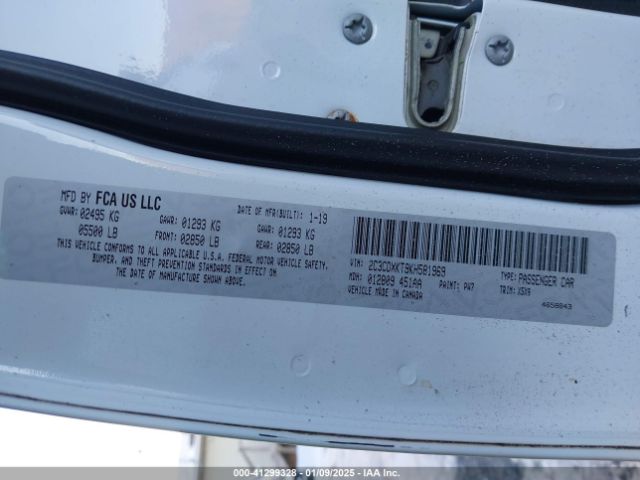 MFD BY FCA US LLC
DATE OF MFR(BUILT): 1-19
GVWR: 02495 KG
GAWR: 01293 KG
GAWR: 01293 KG
05500 LB
FRONT: 02850 LB
REAR: 02850 LB
THIS VEHICLE CONFORMS TO ALL APPLICABLE U.S.A. FEDERAL MOTOR VEHICLE SAFETY,
BUMPER, AND THEFT PREVENTION STANDARDS IN EFFECT ON THE
DATE OF MANUFACTURE SHOWN ABOVE.
VIN: 2C3CDXKT9KH581969
TYPE: PASSENGER CAR
MDH: 012809 451AA
PAINT: PW7
TRIM: X5X9
VEHICLE MADE IN CANADA
4658843
000-41299328 - 01/09/2025 - IAA Inc.